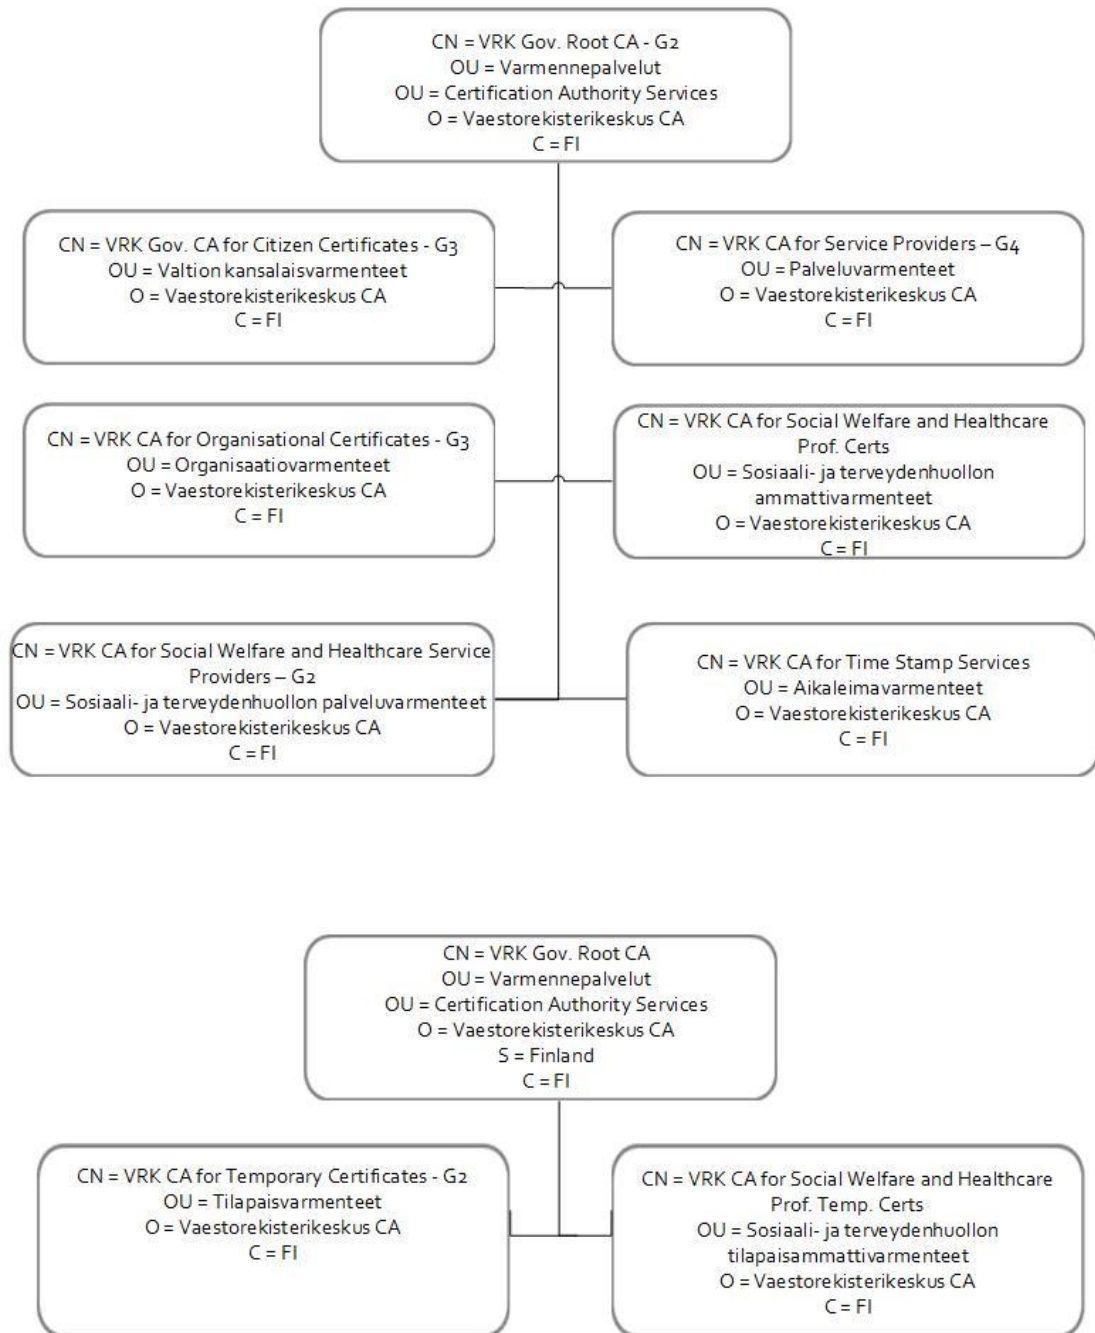 CN = VRK Gov. Root CA - G2
OU = Varmennepalvelut
OU = Certification Authority Services
O = Vaestorekisterikeskus CA
C = FI
CN = VRK Gov. CA for Citizen Certificates - G3
OU = Valtion kansalaisvarmenteet
O = Vaestorekisterikeskus CA
C = FI
CN = VRK CA for Service Providers – G4
OU = Palveluvarmenteet
O = Vaestorekisterikeskus CA
C = FI
CN = VRK CA for Organisational Certificates - G3
OU = Organisaatiovarmenteet
O = Vaestorekisterikeskus CA
C = FI
CN = VRK CA for Social Welfare and Healthcare
Prof. Certs
OU = Sosiaali- ja terveydenhuollon
ammattivarmenteet
O = Vaestorekisterikeskus CA
C = FI
CN = VRK CA for Social Welfare and Healthcare Service
Providers – G2
OU = Sosiaali- ja terveydenhuollon palveluvarmenteet
O = Vaestorekisterikeskus CA
C = FI
CN = VRK CA for Time Stamp Services
OU = Aikaleimavarmenteet
O = Vaestorekisterikeskus CA
C = FI
CN = VRK Gov. Root CA
OU = Varmennepalvelut
OU = Certification Authority Services
O = Vaestorekisterikeskus CA
S = Finland
C = FI
CN = VRK CA for Temporary Certificates - G2
OU = Tilapaisvarmenteet
O = Vaestorekisterikeskus CA
C = FI
CN = VRK CA for Social Welfare and Healthcare
Prof. Temp. Certs
OU = Sosiaali- ja terveydenhuollon
tilapaisammattivarmenteet
O = Vaestorekisterikeskus CA
C = FI